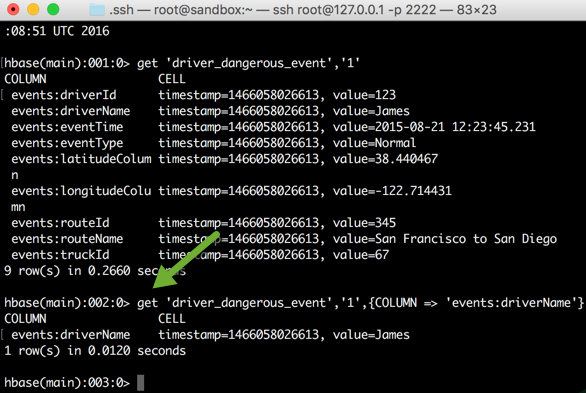 .ssh — root@sandbox:~ — ssh root@127.0.0.1 -p 2222 — 83×23
:08:51 UTC 2016
hbase(main):001:0> get 'driver_dangerous_event','1'
COLUMN CELL
events:driverId timestamp=1466058026613, value=123
events:driverName timestamp=1466058026613, value=James
events:eventTime timestamp=1466058026613, value=2015-08-21 12:23:45.231
events:eventType timestamp=1466058026613, value=Normal
events:latitudeColum timestamp=1466058026613, value=38.440467
n
events:longitudeColu timestamp=1466058026613, value=-122.714431
mn
events:routeId timestamp=1466058026613, value=345
events:routeName timestamp=1466058026613, value=San Francisco to San Diego
events:truckId timestamp=1466058026613, value=67
9 row(s) in 0.2660 seconds
hbase(main):002:0> get 'driver_dangerous_event','1',{COLUMN => 'events:driverName'}
COLUMN CELL
events:driverName timestamp=1466058026613, value=James
1 row(s) in 0.0120 seconds
hbase(main):003:0>